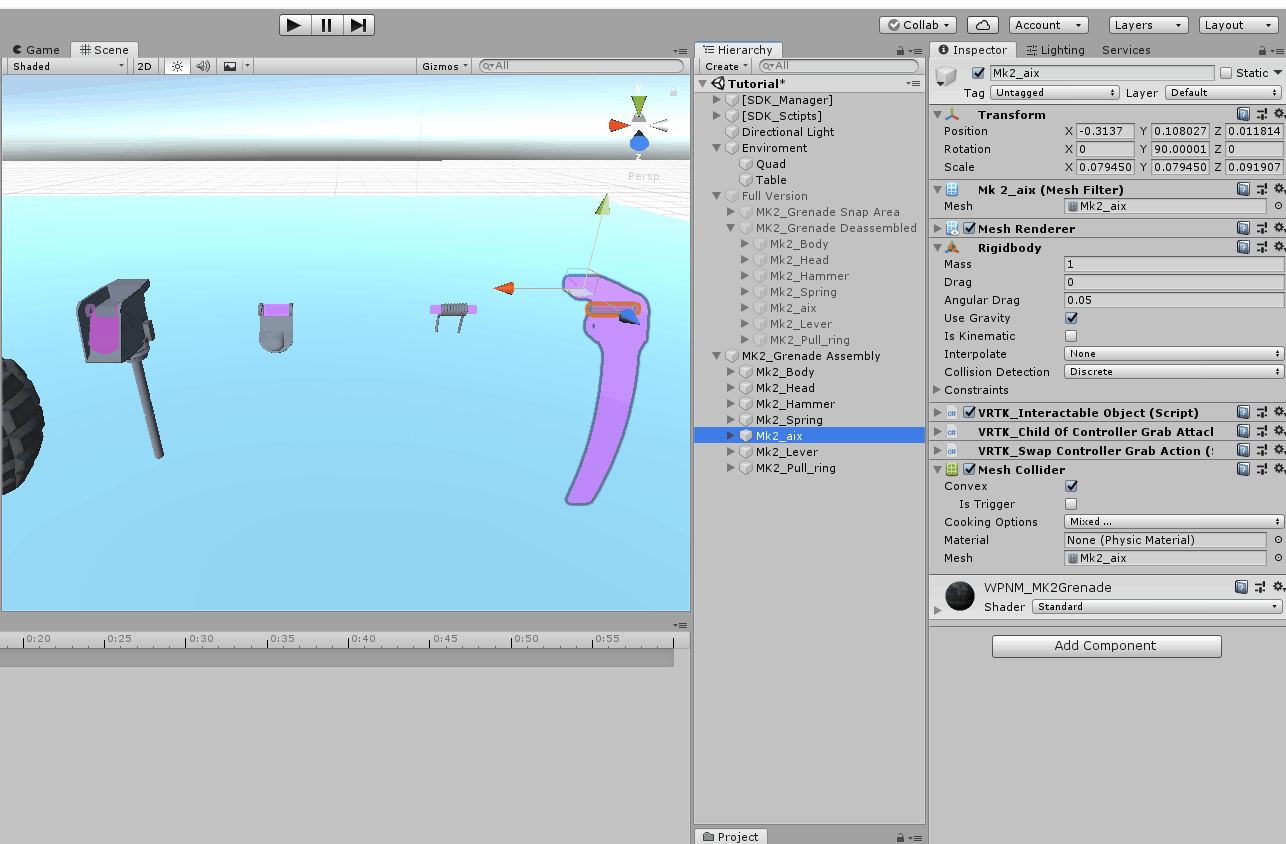 Collab
Account
Layers
Layout
Game
Scene
Shaded
2D
Gizmos
All
Y
Z
Persp
0:20
0:25
0:30
0:35
0:40
0:45
0:50
0:55
Hierarchy
Create
All
Tutorial*
[SDK_Manager]
[SDK_Sctipts]
Directional Light
Enviroment
Quad
Table
Full Version
MK2_Grenade Snap Area
MK2_Grenade Deassembled
Mk2_Body
Mk2_Head
Mk2_Hammer
Mk2_Spring
Mk2_aix
Mk2_Lever
MK2_Pull_ring
MK2_Grenade Assembly
Mk2_Body
Mk2_Head
Mk2_Hammer
Mk2_Spring
Mk2_aix
Mk2_Lever
MK2_Pull_ring
Project
Inspector
Lighting
Services
Mk2_aix
Static
Tag Untagged Layer Default
Transform
Position X -0.3137 Y 0.108027 Z 0.011814
Rotation X 0 Y 90.00001 Z 0
Scale X 0.079450 Y 0.079450 Z 0.091907
Mk 2_aix (Mesh Filter)
Mesh Mk2_aix
Mesh Renderer
Rigidbody
Mass 1
Drag 0
Angular Drag 0.05
Use Gravity
Is Kinematic
Interpolate None
Collision Detection Discrete
Constraints
VRTK_Interactable Object (Script)
VRTK_Child Of Controller Grab Attacl
VRTK_Swap Controller Grab Action (
Mesh Collider
Convex
Is Trigger
Cooking Options Mixed ...
Material None (Physic Material)
Mesh Mk2_aix
WPNM_MK2Grenade
Shader Standard
Add Component